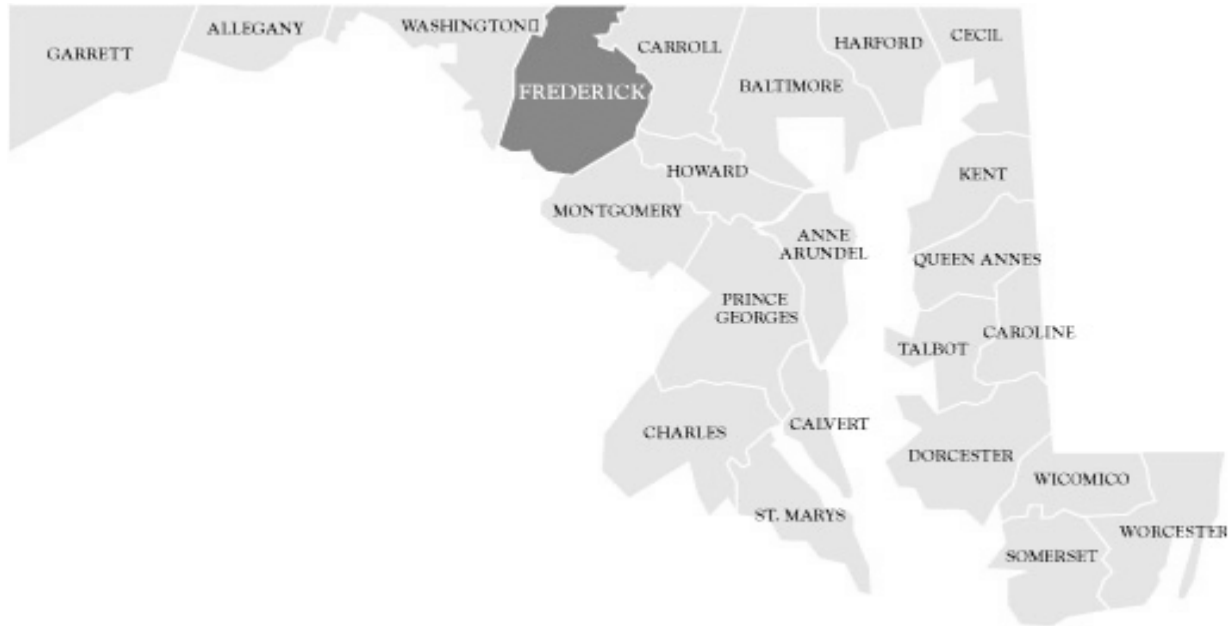 GARRETT
ALLEGANY
WASHINGTON▯
FREDERICK
CARROLL
BALTIMORE
HARFORD
CECIL
HOWARD
MONTGOMERY
KENT
ANNE
ARUNDEL
QUEEN ANNES
PRINCE
GEORGES
TALBOT
CAROLINE
CHARLES
CALVERT
DORCESTER
ST. MARYS
WICOMICO
WORCESTER
SOMERSET